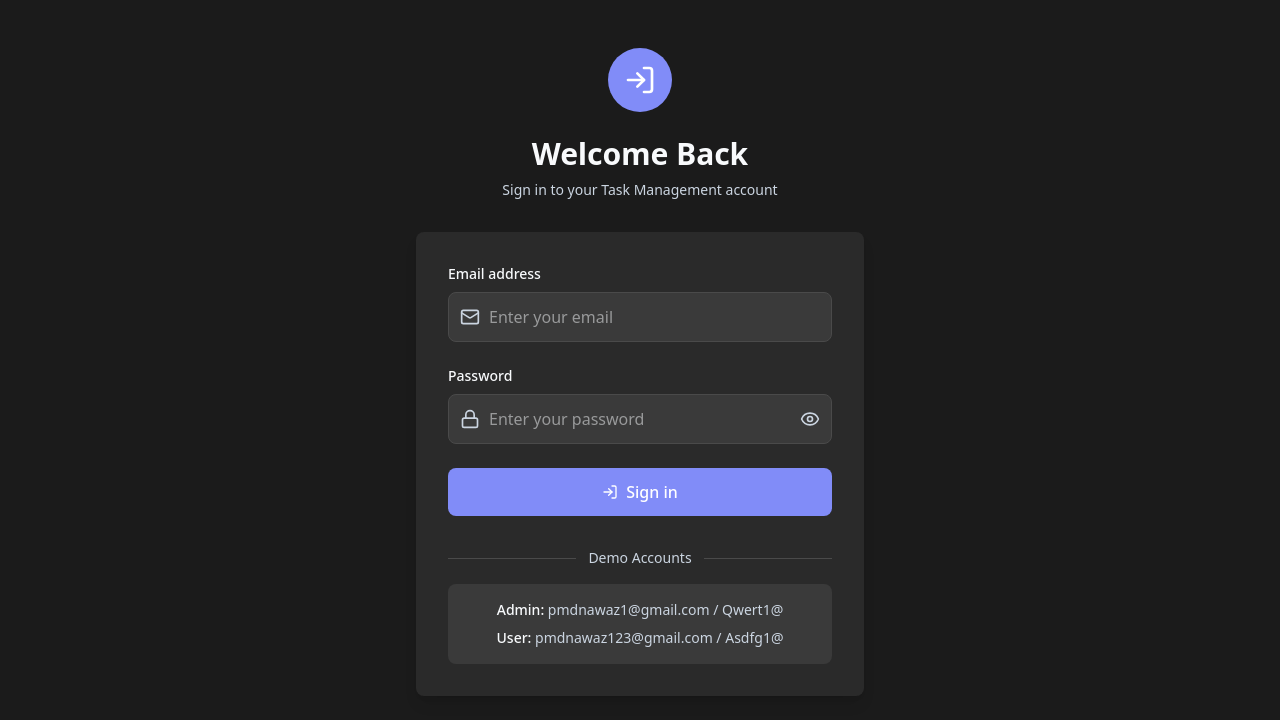 Welcome Back
Sign in to your Task Management account
Email address
Enter your email
Password
Enter your password
Sign in
Demo Accounts
Admin: pmdnawaz1@gmail.com / Qwert1@
User: pmdnawaz123@gmail.com / Asdfg1@